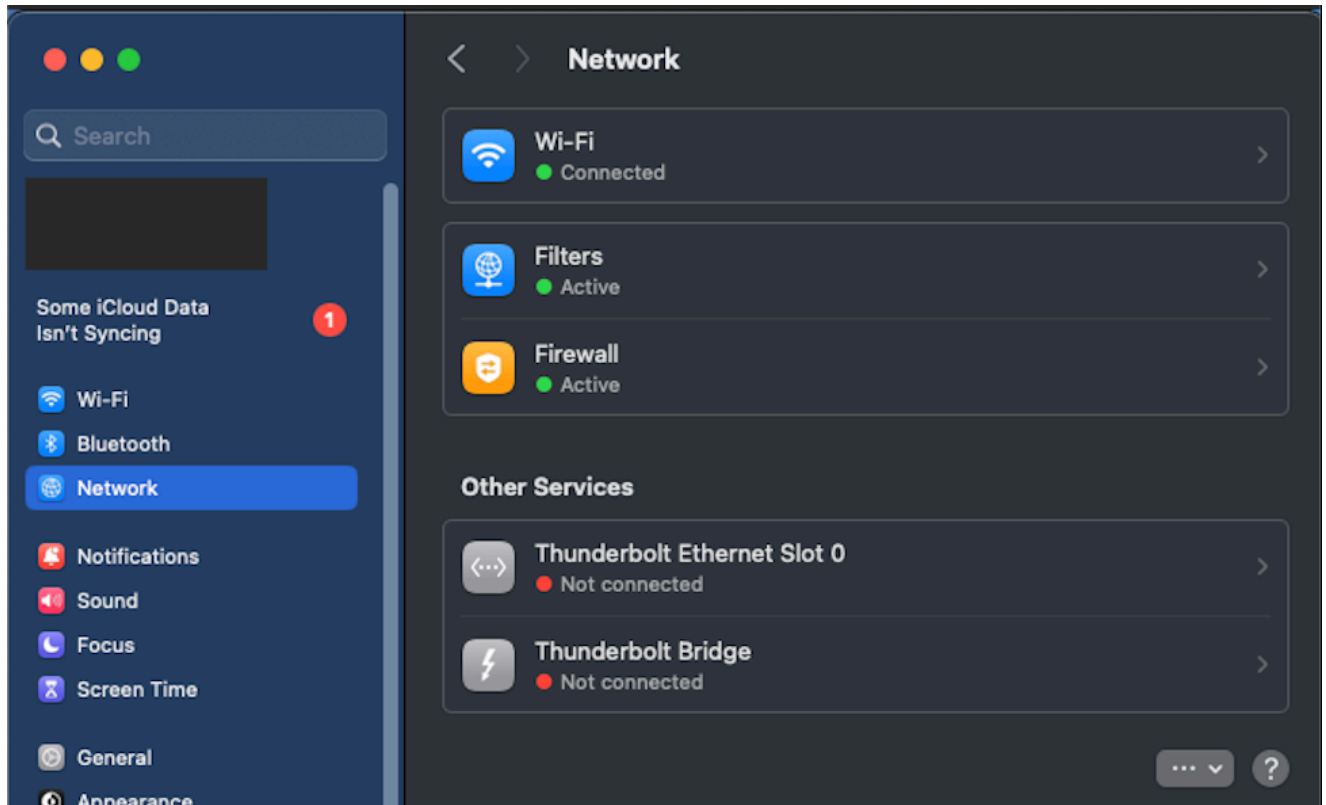 Search
Some iCloud Data
Isn't Syncing
1
Wi-Fi
Bluetooth
Network
Notifications
Sound
Focus
Screen Time
General
Appearance
Network
Wi-Fi
Connected
Filters
Active
Firewall
Active
Other Services
Thunderbolt Ethernet Slot 0
Not connected
Thunderbolt Bridge
Not connected
... 
?